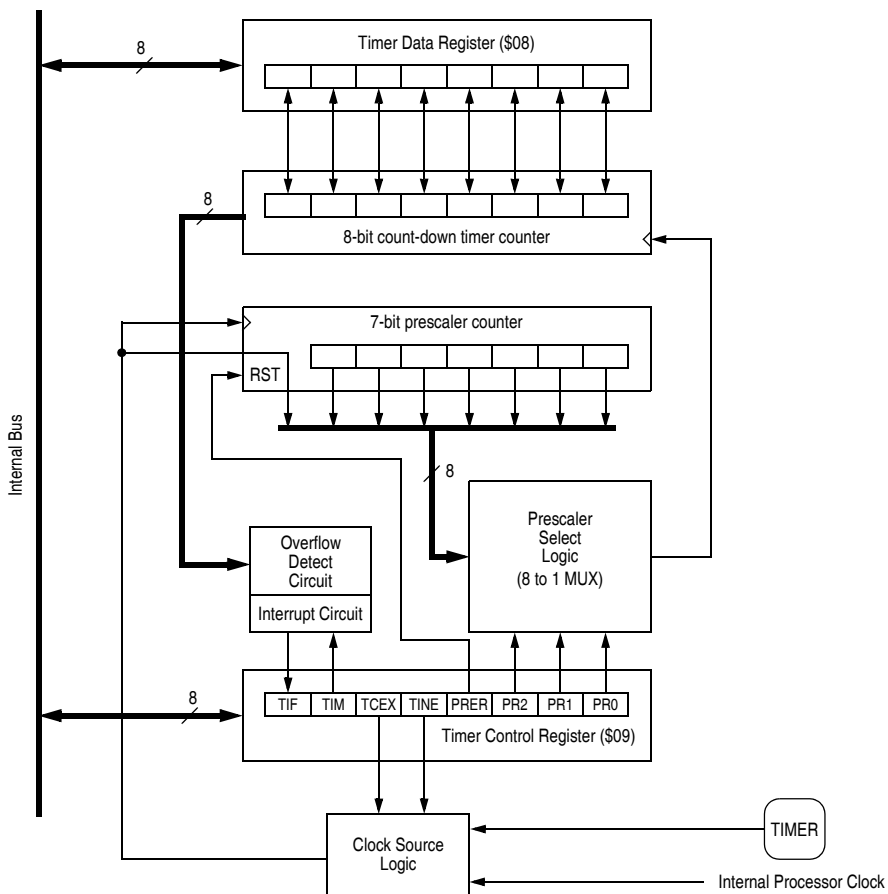 Timer Data Register ($08)
8
8
8-bit count-down timer counter
7-bit prescaler counter
RST
Internal Bus
8
Prescaler
Select
Logic
(8 to 1 MUX)
Overflow
Detect
Circuit
Interrupt Circuit
8
TIF TIM TCEX TINE PRER PR2 PR1 PR0
Timer Control Register ($09)
Clock Source
Logic
TIMER
Internal Processor Clock